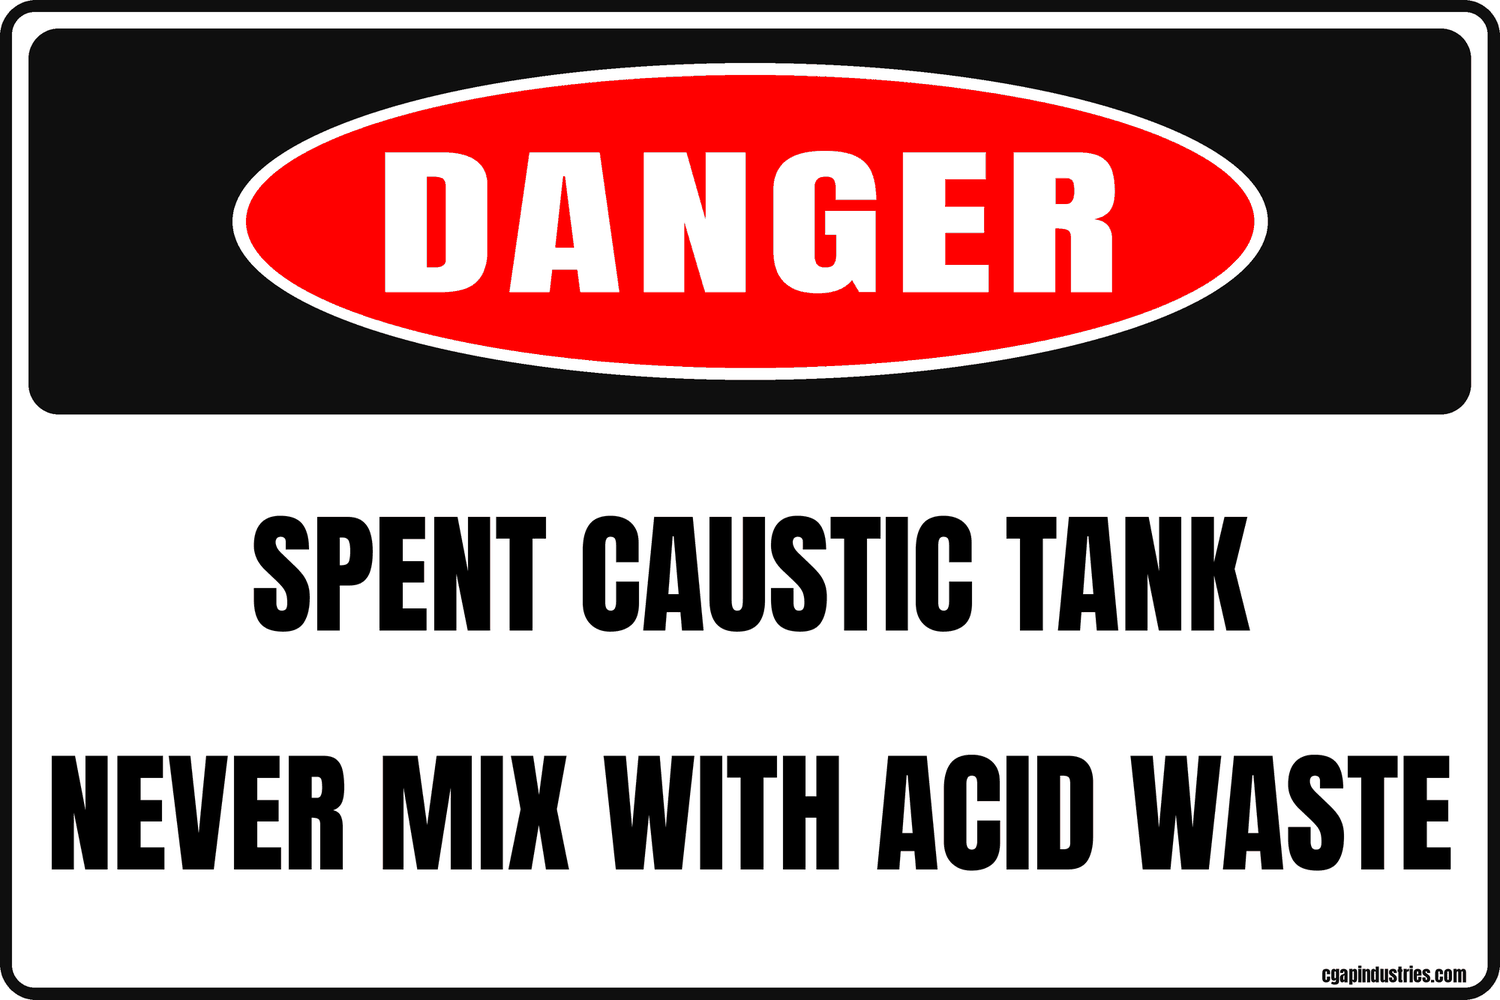 DANGER
SPENT CAUSTIC TANK
NEVER MIX WITH ACID WASTE
cgapindustries.com